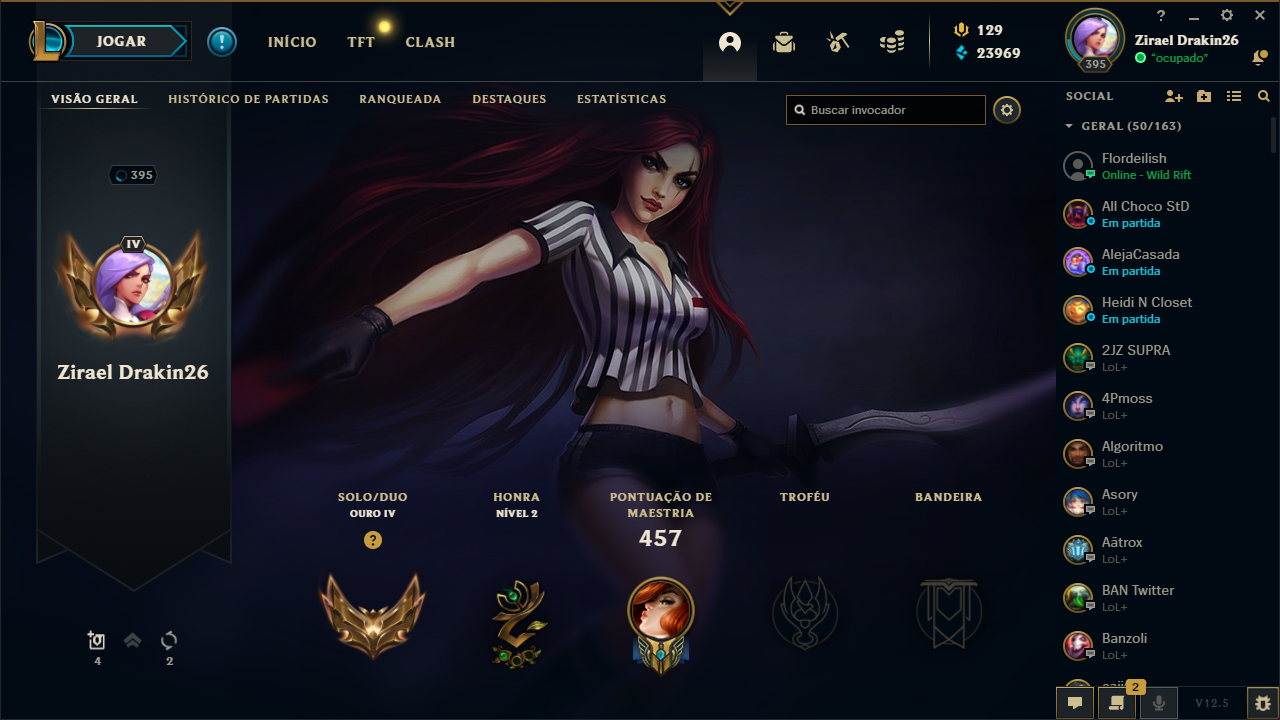 JOGAR
INÍCIO
TFT
CLASH
129
23969
?
395
Zirael Drakin26
“ocupado”
VISÃO GERAL
HISTÓRICO DE PARTIDAS
RANQUEADA
DESTAQUES
ESTATÍSTICAS
Buscar invocador
SOCIAL
GERAL (50/163)
395
IV
Zirael Drakin26
4
2
SOLO/DUO
OURO IV
?
HONRA
NÍVEL 2
PONTUAÇÃO DE
MAESTRIA
457
TROFÉU
BANDEIRA
Flordeilish
Online - Wild Rift
All Choco StD
Em partida
AlejaCasada
Em partida
Heidi N Closet
Em partida
2JZ SUPRA
LoL+
4Pmoss
LoL+
Algoritmo
LoL+
Asory
LoL+
Aãtrox
LoL+
BAN Twitter
LoL+
Banzoli
LoL+
2
V12.5